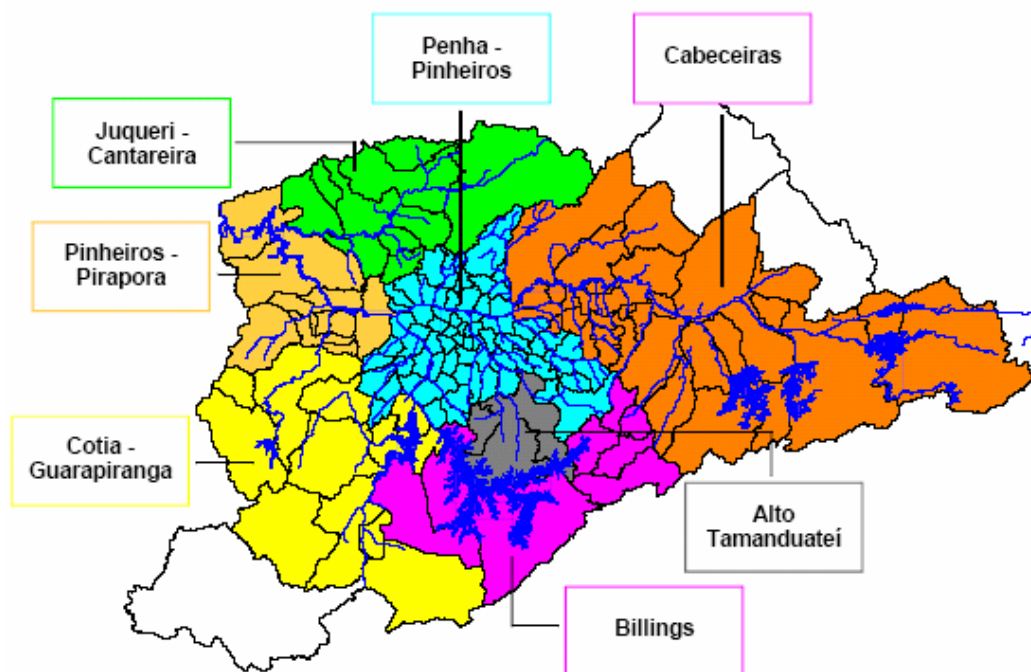 Penha -
Pinheiros
Cabeceiras
Juqueri -
Cantareira
Pinheiros -
Pirapora
Cotia -
Guarapiranga
Alto
Tamanduateí
Billings